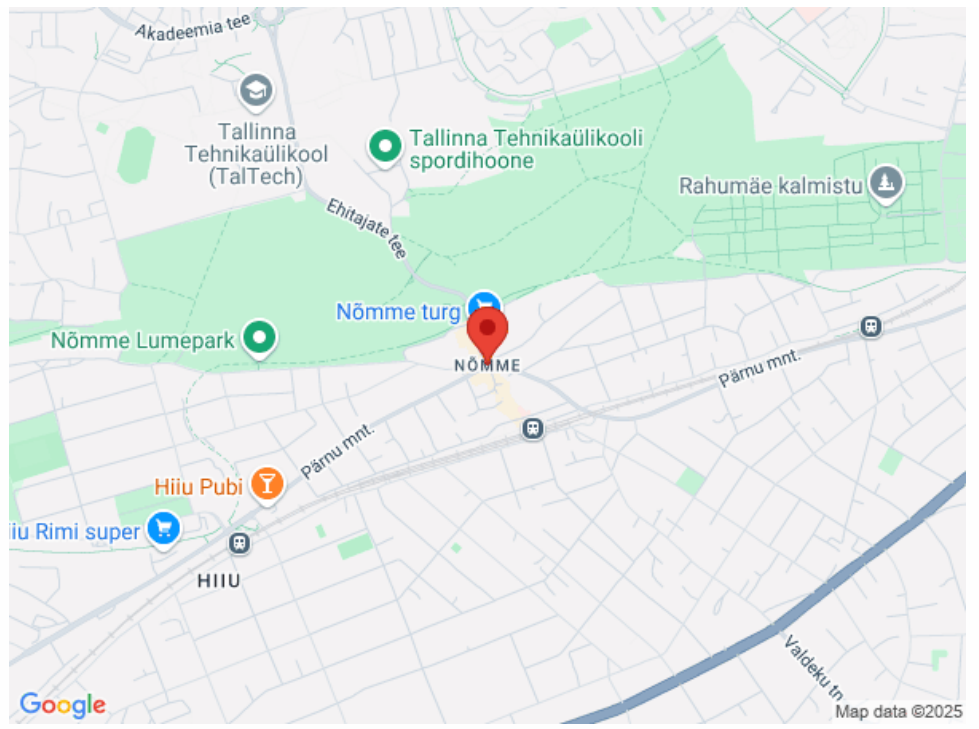 Akadeemia tee
Tallinna
Tehnikaülikool
(TalTech)
Tallinna Tehnikaülikooli
spordihoone
Rahumäe kalmistu
Ehitajate tee
Nõmme turg
Nõmme Lumepark
NÕMME
Pärnu mnt.
Pärnu mnt.
Hiiu Pubi
iu Rimi super
HIIU
Valdeku tn
Google
Map data ©2025